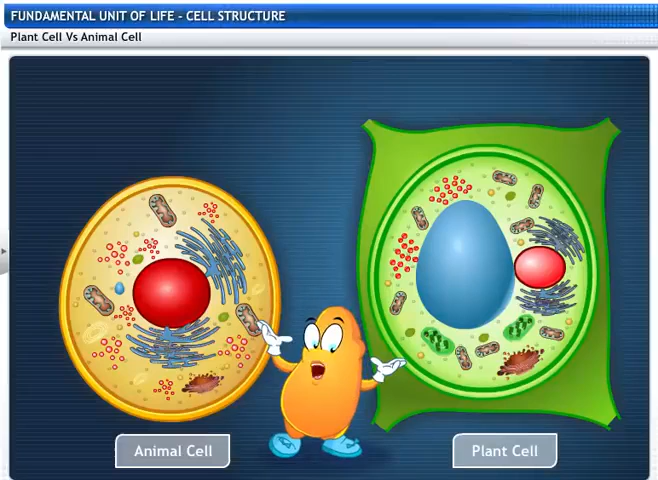 FUNDAMENTAL UNIT OF LIFE - CELL STRUCTURE
Plant Cell Vs Animal Cell
Animal Cell
Plant Cell